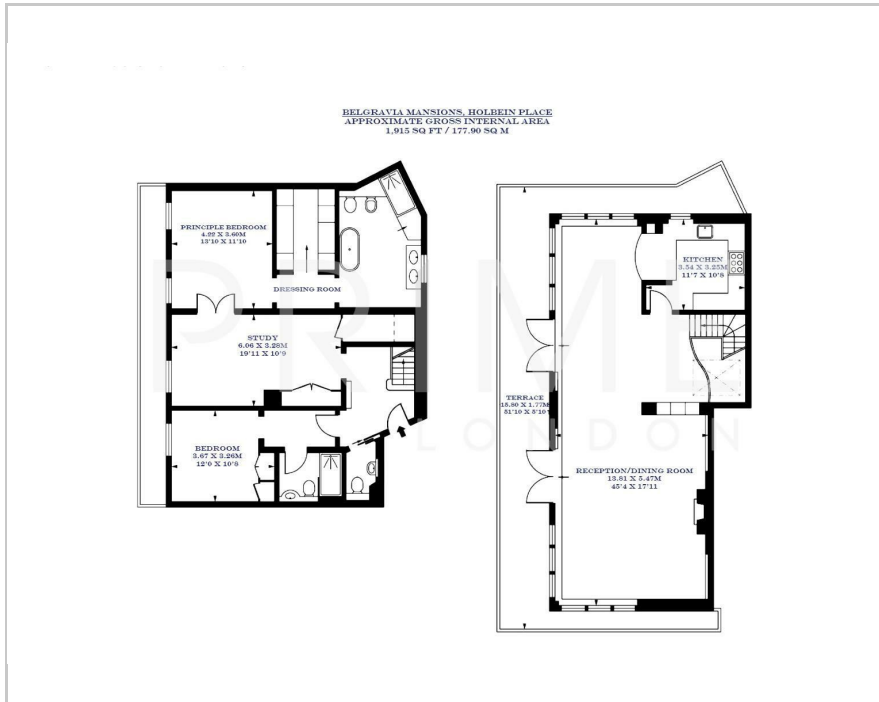 BELGRAVIA MANSIONS, HOLBEIN PLACE
APPROXIMATE GROSS INTERNAL AREA
1,915 SQ FT / 177.90 SQ M
PRINCIPLE BEDROOM
4.22 X 3.60M
13'10 X 11'10
DRESSING ROOM
STUDY
6.06 X 3.28M
19'11 X 10'9
BEDROOM
3.67 X 3.26M
12'0 X 10'8
KITCHEN
3.54 X 3.25M
11'7 X 10'8
TERRACE
15.80 X 1.77M
51'10 X 5'10
RECEPTION/DINING ROOM
13.81 X 5.47M
45'4 X 17'11
PRIME
LONDON